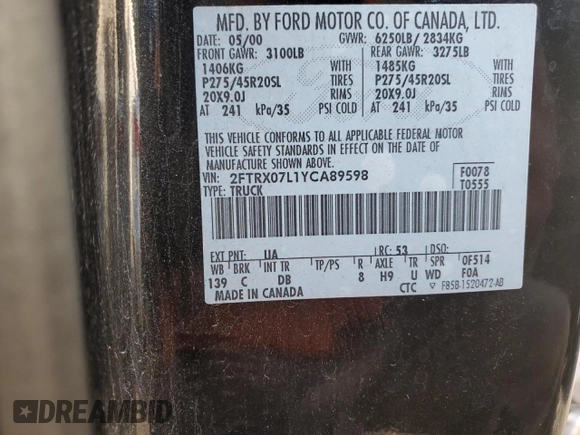 MFD. BY FORD MOTOR CO. OF CANADA, LTD.
DATE: 05/00 GVWR: 6250LB/ 2834KG
FRONT GAWR: 3100LB REAR GAWR: 3275LB
1406KG WITH 1485KG WITH
P275/45R20SL TIRES P275/45R20SL TIRES
20X9.0J RIMS 20X9.0J RIMS
AT 241 kPa/35 PSI COLD AT 241 kPa/35 PSI COLD
THIS VEHICLE CONFORMS TO ALL APPLICABLE FEDERAL MOTOR
VEHICLE SAFETY STANDARDS IN EFFECT ON THE DATE OF
MANUFACTURE SHOWN ABOVE.
VIN: 2FTRX07L1YCA89598 F0078
TYPE: TRUCK T0555
EXT PNT: UA RC: 53 DSO:
WB BRK INT TR TP/PS R AXLE TR SPR 0F514
139 C DB 8 H9 U WD F0A
MADE IN CANADA CTC F85B-1520472-AB
DREAMBID